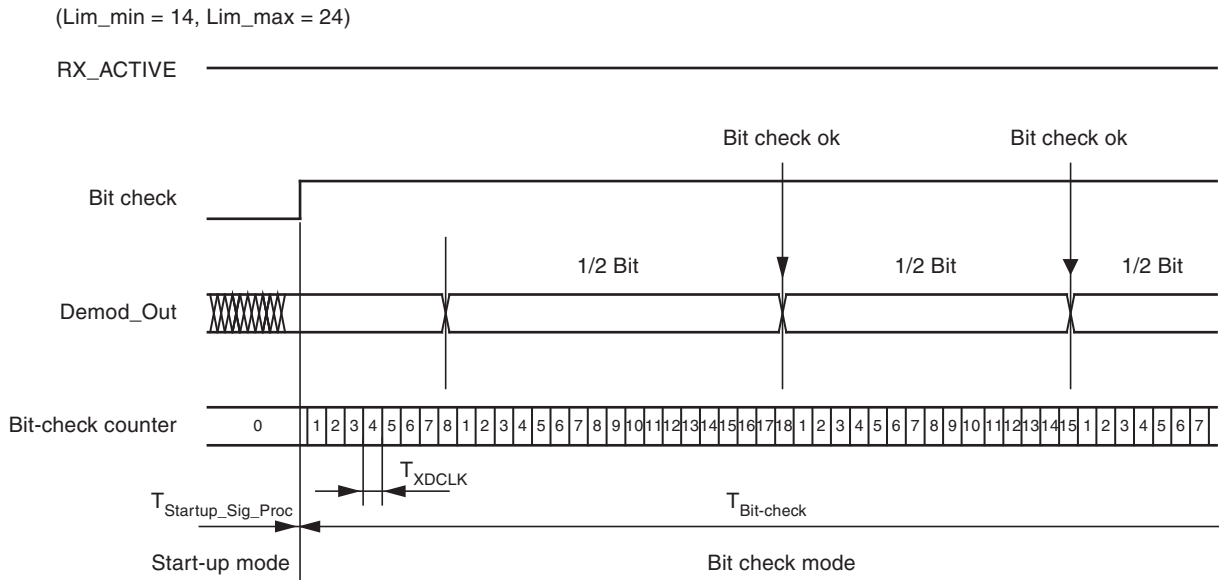 (Lim_min = 14, Lim_max = 24)
RX_ACTIVE
Bit check ok Bit check ok
Bit check
1/2 Bit 1/2 Bit 1/2 Bit
Demod_Out
Bit-check counter 0 1 2 3 4 5 6 7 8 1 2 3 4 5 6 7 8 9 10 11 12 13 14 15 16 17 18 1 2 3 4 5 6 7 8 9 10 11 12 13 14 15 1 2 3 4 5 6 7
TXDCLK
TStartup_Sig_Proc TBit-check
Start-up mode Bit check mode